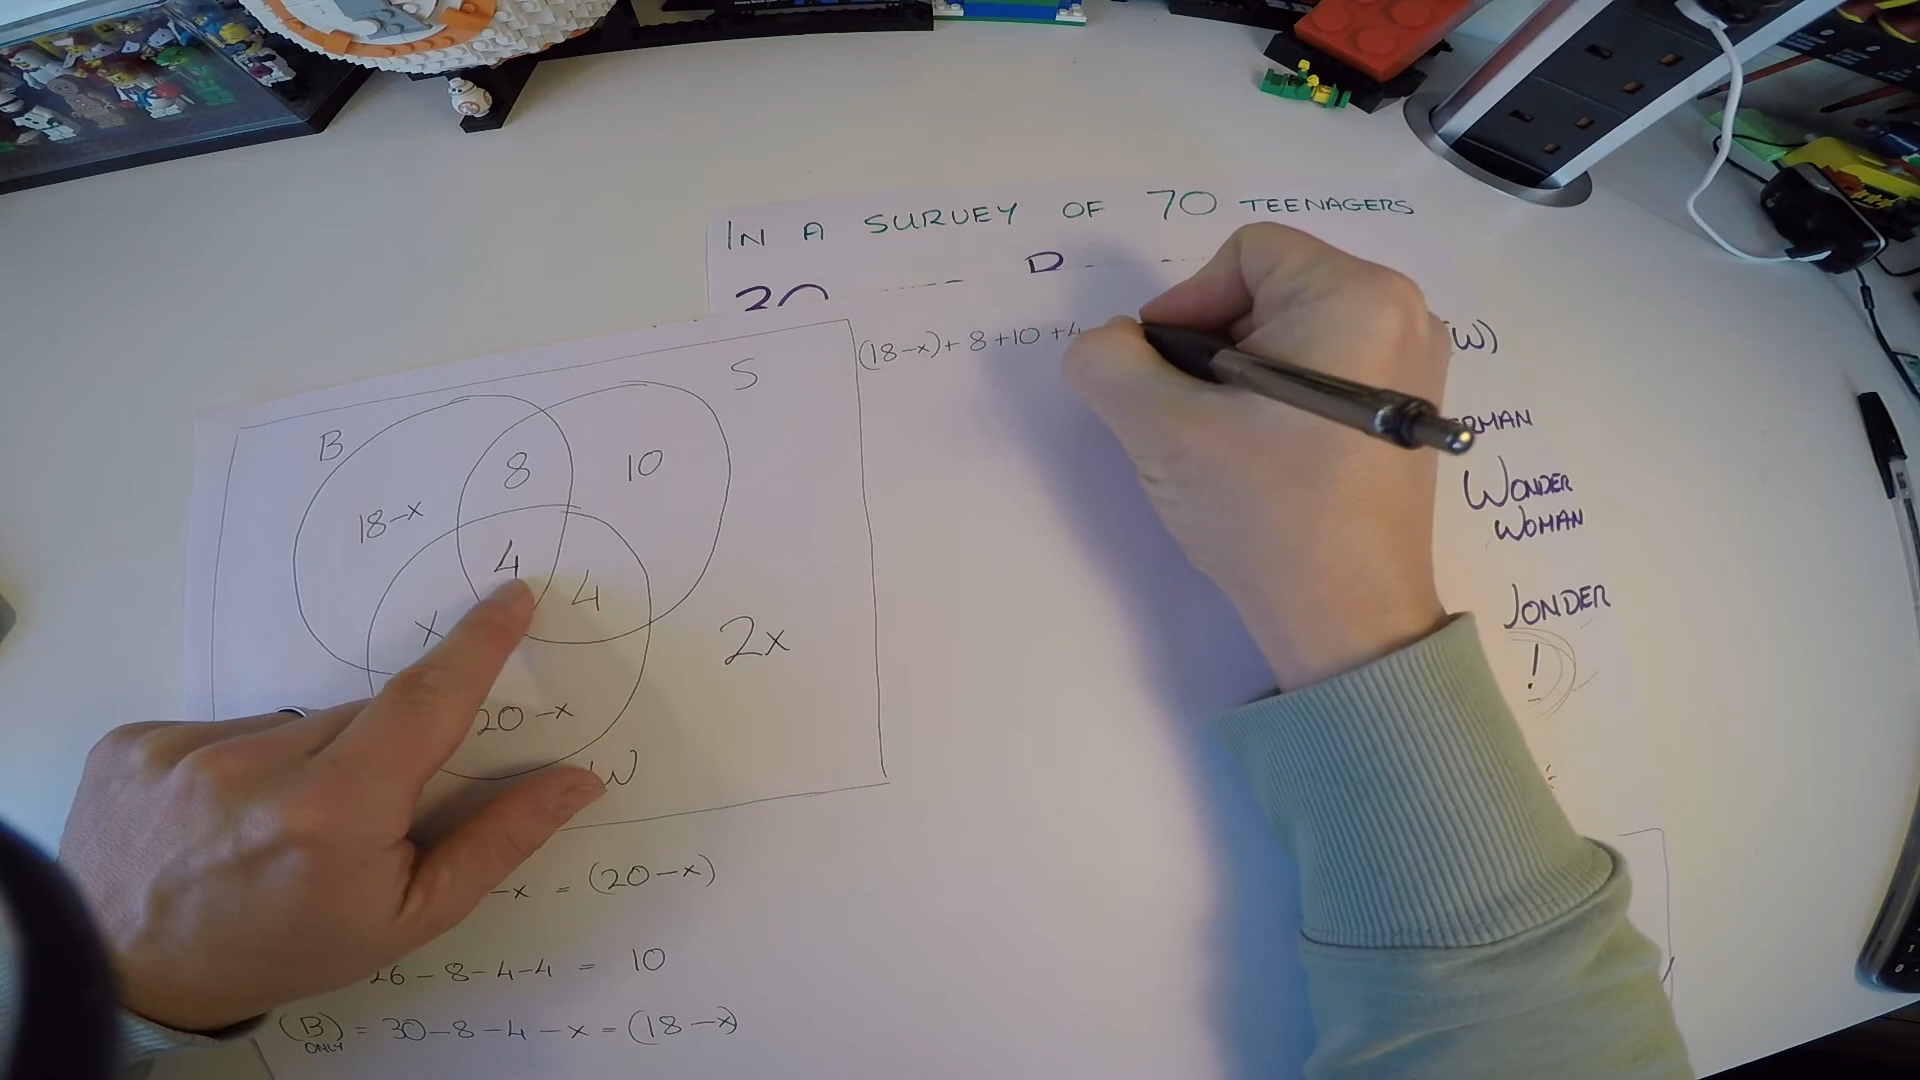 IN A SURVEY OF 70 TEENAGERS
(18-x)+ 8+10 +4
(W)
S
B
8
10
18-x
4
4
x
2x
20-x
W
ERMAN
WONDER
WOMAN
JONDER
!
-x = (20-x)
26-8-4-4 = 10
(B) = 30-8-4-x = (18-x)
ONLY